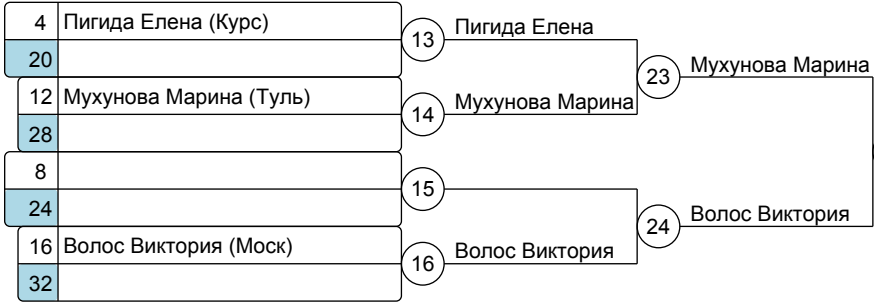 4 Пигида Елена (Курс)
20
13 Пигида Елена
12 Мухунова Марина (Туль)
28
14 Мухунова Марина
23 Мухунова Марина
8
24
15
16 Волос Виктория (Моск)
32
16 Волос Виктория
24 Волос Виктория